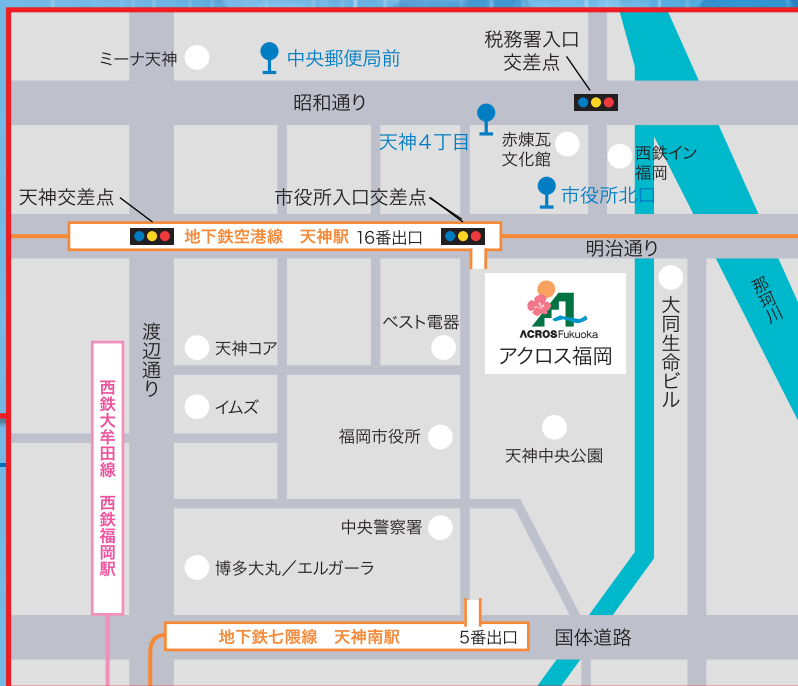 ミーナ天神
中央郵便局前
税務署入口
交差点
昭和通り
天神4丁目
赤煉瓦
文化館
西鉄イン
福岡
市役所北口
天神交差点
市役所入口交差点
地下鉄空港線　天神駅 16番出口
明治通り
那珂川
渡辺通り
ベスト電器
ACROS Fukuoka
アクロス福岡
大同生命ビル
天神コア
西鉄大牟田線　西鉄福岡駅
イムズ
福岡市役所
天神中央公園
中央警察署
博多大丸／エルガーラ
地下鉄七隈線　天神南駅
5番出口
国体道路